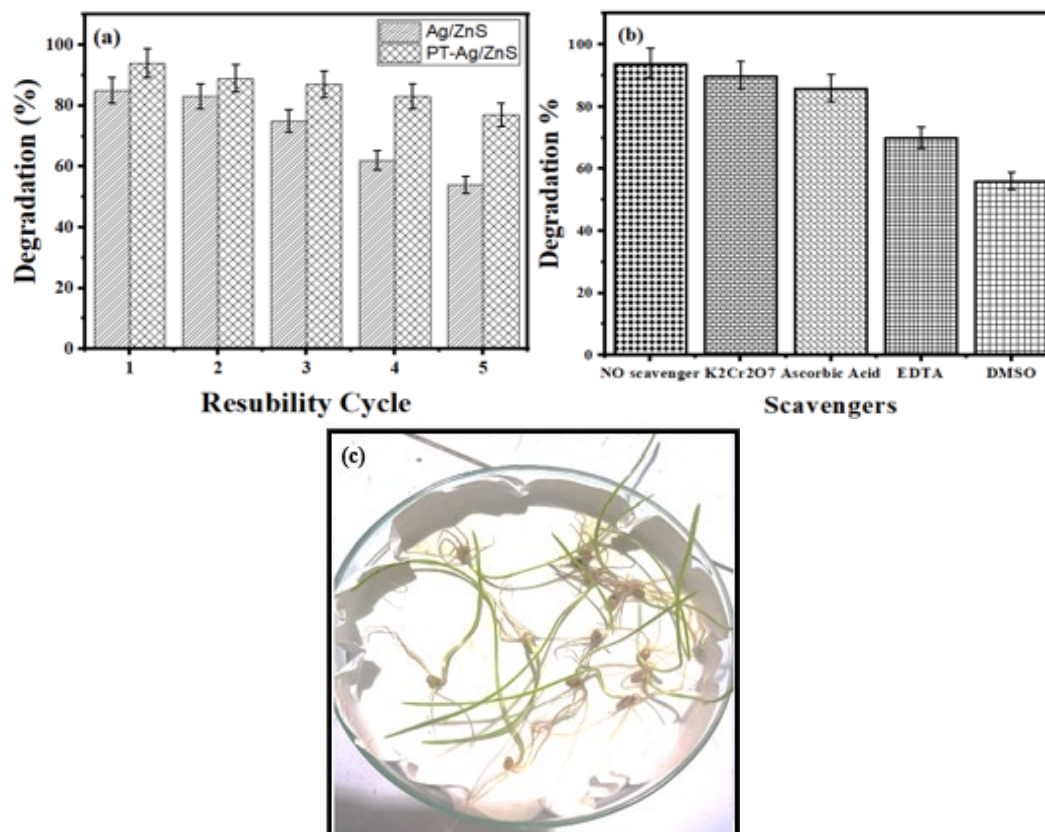 (a)
Ag/ZnS
PT-Ag/ZnS
Degradation (%)
100
80
60
40
20
0
1 2 3 4 5
Resubility Cycle
(b)
Degradation %
100
80
60
40
20
0
NO scavenger K2Cr2O7 Ascorbic Acid EDTA DMSO
Scavengers
(c)